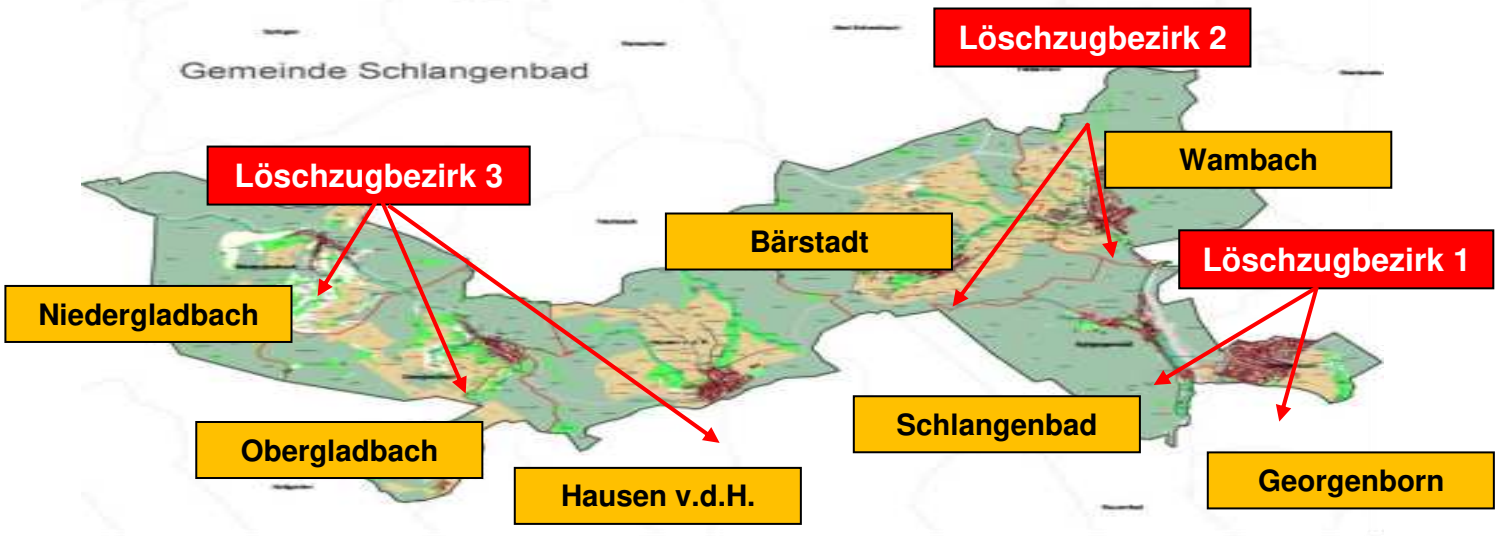 Löschzugbezirk 2
Gemeinde Schlangenbad
Wambach
Löschzugbezirk 3
Bärstadt
Löschzugbezirk 1
Niedergladbach
Schlangenbad
Obergladbach
Georgenborn
Hausen v.d.H.